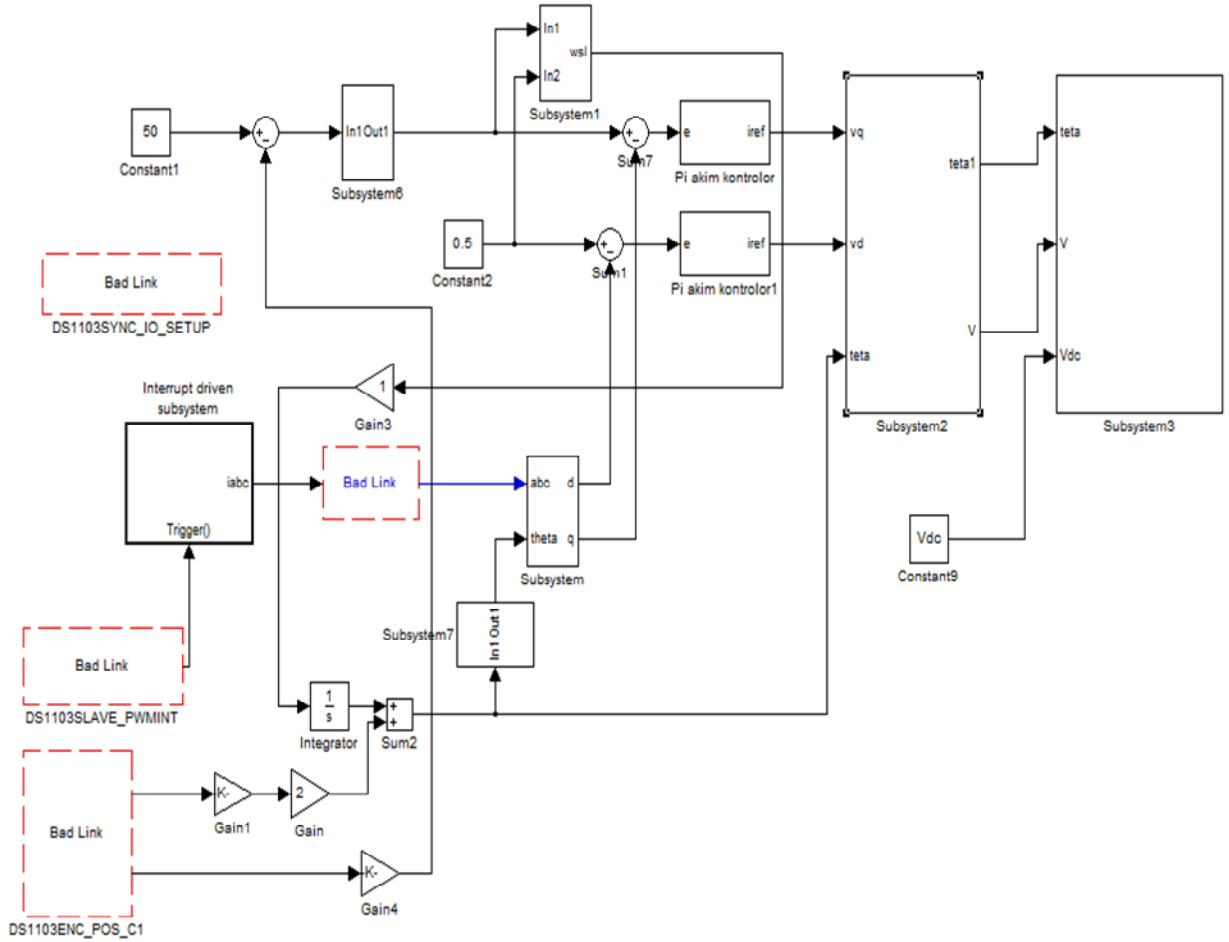 In1
wsl
In2
Subsystem1
50
Constant1
+
-
In1 Out1
Subsystem6
+
-
Sum7
e
iref
Pi akim kontrolor
vq
teta1
teta
0.5
Constant2
+
-
Sum1
e
iref
Pi akim kontrolor1
vd
V
V
teta
Vdc
Subsystem2
Subsystem3
Bad Link
DS1103SYNC_IO_SETUP
1
Gain3
Interrupt driven
subsystem
iabc
Trigger()
Bad Link
abc
d
theta
q
Subsystem
Vdc
Constant9
Subsystem7
In1 Out1
Bad Link
DS1103SLAVE_PWMINT
1
s
Integrator
+
+
Sum2
Bad Link
DS1103ENC_POS_C1
K-
Gain1
2
Gain
K-
Gain4